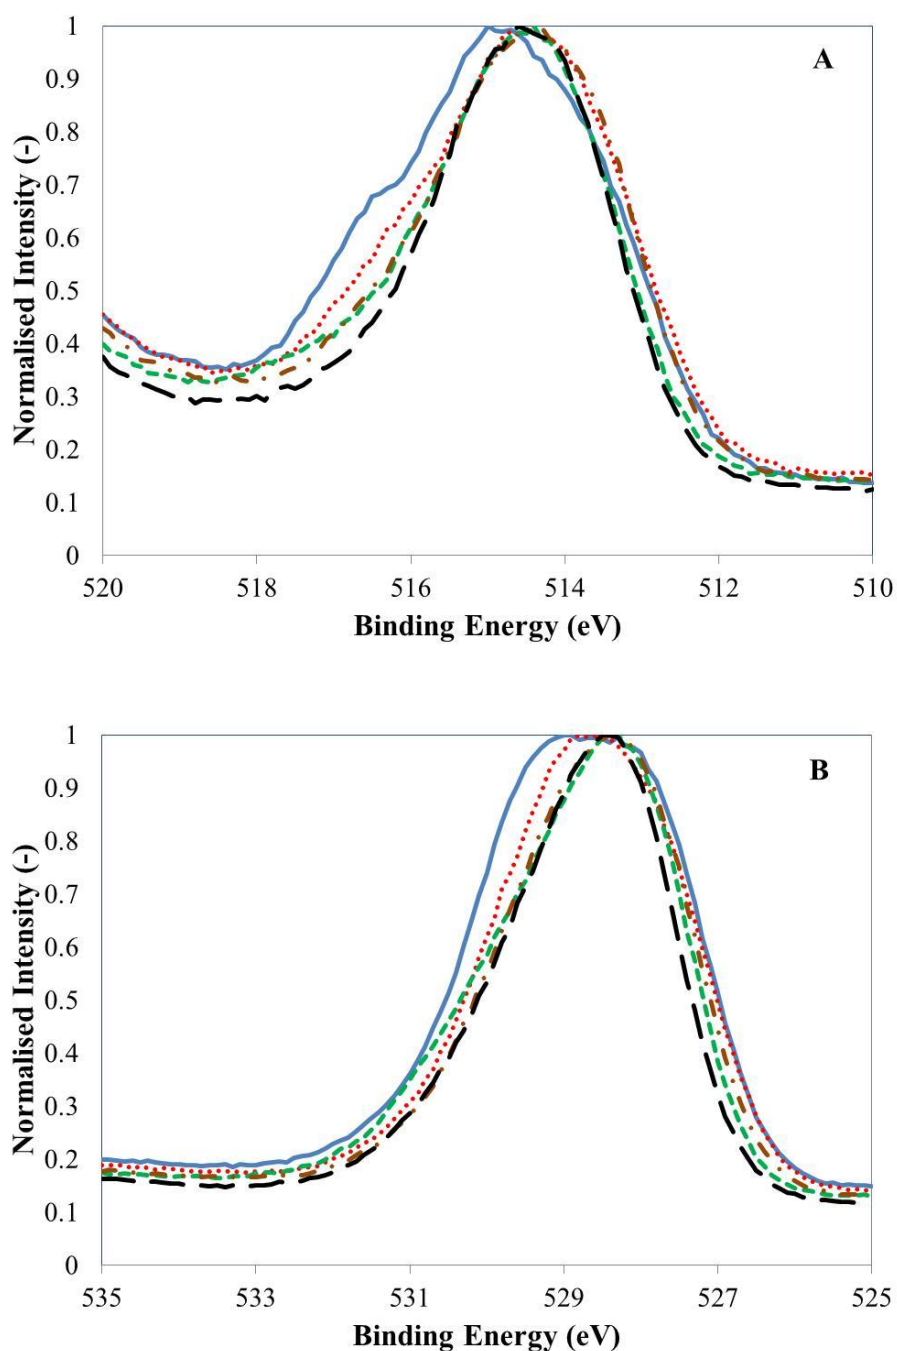 A
1
0.9
0.8
0.7
0.6
0.5
0.4
0.3
0.2
0.1
0
Normalised Intensity (-)
520 518 516 514 512 510
Binding Energy (eV)
B
1
0.9
0.8
0.7
0.6
0.5
0.4
0.3
0.2
0.1
0
Normalised Intensity (-)
535 533 531 529 527 525
Binding Energy (eV)